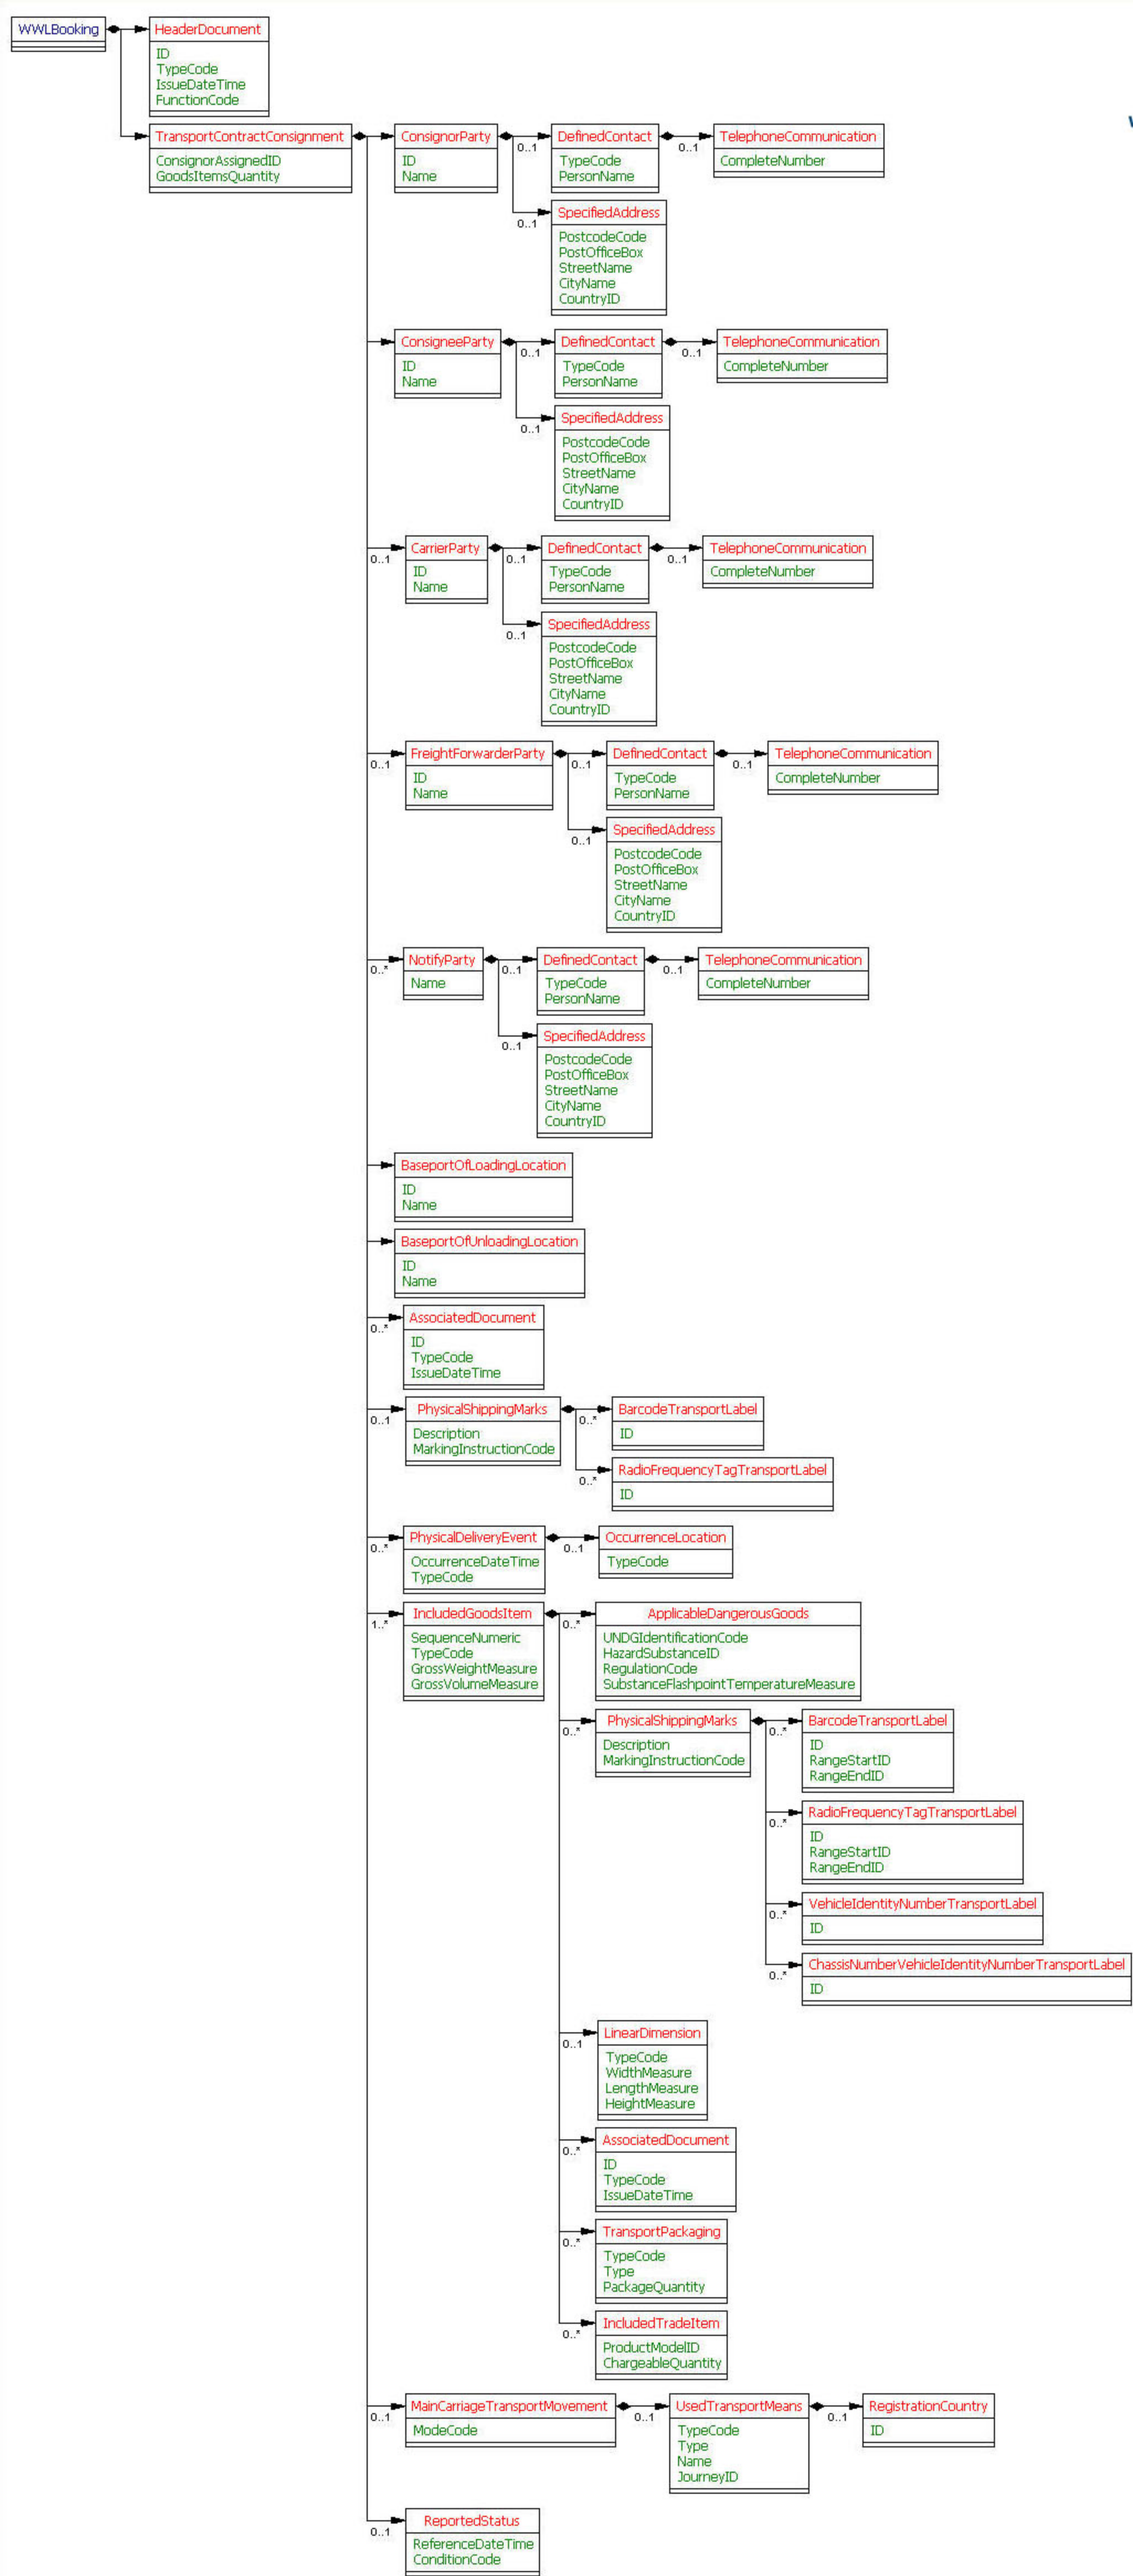 WWLBooking
HeaderDocument
ID
TypeCode
IssueDateTime
FunctionCode
TransportContractConsignment
ConsignorAssignedID
GoodsItemsQuantity
ConsignorParty
ID
Name
0..1
DefinedContact
TypeCode
PersonName
0..1
TelephoneCommunication
CompleteNumber
0..1
SpecifiedAddress
PostcodeCode
PostOfficeBox
StreetName
CityName
CountryID
ConsigneeParty
ID
Name
0..1
DefinedContact
TypeCode
PersonName
0..1
TelephoneCommunication
CompleteNumber
0..1
SpecifiedAddress
PostcodeCode
PostOfficeBox
StreetName
CityName
CountryID
0..1
CarrierParty
ID
Name
0..1
DefinedContact
TypeCode
PersonName
0..1
TelephoneCommunication
CompleteNumber
0..1
SpecifiedAddress
PostcodeCode
PostOfficeBox
StreetName
CityName
CountryID
0..1
FreightForwarderParty
ID
Name
0..1
DefinedContact
TypeCode
PersonName
0..1
TelephoneCommunication
CompleteNumber
0..1
SpecifiedAddress
PostcodeCode
PostOfficeBox
StreetName
CityName
CountryID
0..*
NotifyParty
Name
0..1
DefinedContact
TypeCode
PersonName
0..1
TelephoneCommunication
CompleteNumber
0..1
SpecifiedAddress
PostcodeCode
PostOfficeBox
StreetName
CityName
CountryID
BaseportOfLoadingLocation
ID
Name
BaseportOfUnloadingLocation
ID
Name
0..*
AssociatedDocument
ID
TypeCode
IssueDateTime
0..1
PhysicalShippingMarks
Description
MarkingInstructionCode
0..*
BarcodeTransportLabel
ID
0..*
RadioFrequencyTagTransportLabel
ID
0..*
PhysicalDeliveryEvent
OccurrenceDateTime
TypeCode
0..1
OccurrenceLocation
TypeCode
1..*
IncludedGoodsItem
SequenceNumeric
TypeCode
GrossWeightMeasure
GrossVolumeMeasure
0..*
ApplicableDangerousGoods
UNDGIdentificationCode
HazardSubstanceID
RegulationCode
SubstanceFlashpointTemperatureMeasure
0..*
PhysicalShippingMarks
Description
MarkingInstructionCode
0..*
BarcodeTransportLabel
ID
RangeStartID
RangeEndID
0..*
RadioFrequencyTagTransportLabel
ID
RangeStartID
RangeEndID
0..*
VehicleIdentityNumberTransportLabel
ID
0..*
ChassisNumberVehicleIdentityNumberTransportLabel
ID
0..1
LinearDimension
TypeCode
WidthMeasure
LengthMeasure
HeightMeasure
0..*
AssociatedDocument
ID
TypeCode
IssueDateTime
0..*
TransportPackaging
TypeCode
Type
PackageQuantity
0..*
IncludedTradeItem
ProductModelID
ChargeableQuantity
0..1
MainCarriageTransportMovement
ModeCode
0..1
UsedTransportMeans
TypeCode
Type
Name
JourneyID
0..1
RegistrationCountry
ID
0..1
ReportedStatus
ReferenceDateTime
ConditionCode